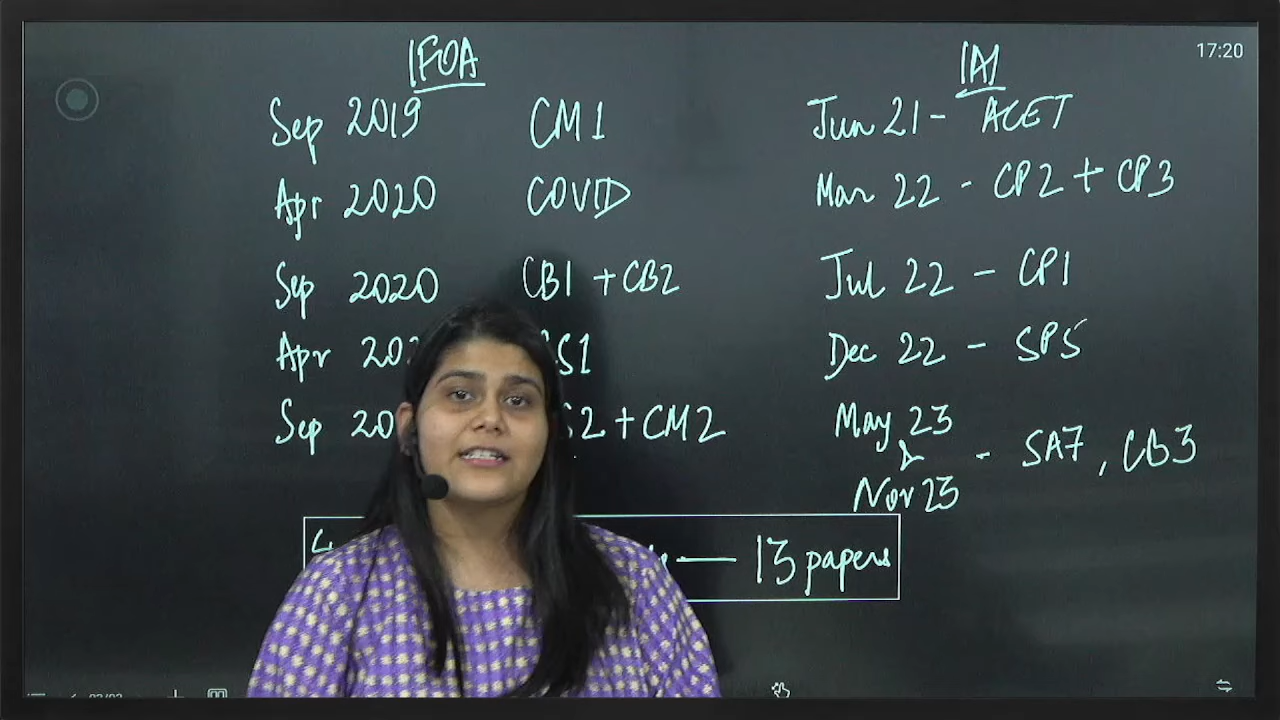 IFOA
Sep 2019 CM1
Apr 2020 COVID
Sep 2020 CB1 + CB2
Apr S1
Sep S2 + CM2
IAI
17:20
Jun 21 - ACET
Mar 22 - CP2 + CP3
Jul 22 - CP1
Dec 22 - SP5
May 23
- SA7, CB3
Nov 23
4 — 13 papers